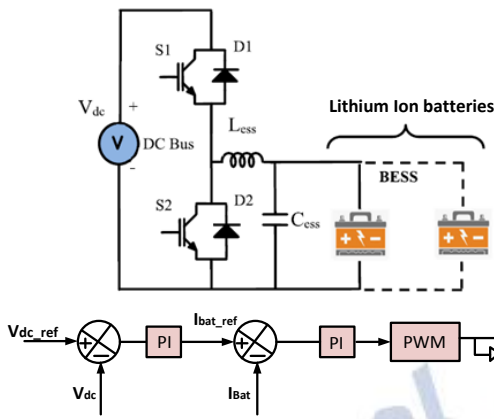 S1
D1
Vdc
+
V
DC Bus
-
Less
Lithium Ion batteries
BESS
S2
D2
Cess
+ -
+ -
Vdc_ref
+
-
Vdc
PI
Ibat_ref
+
-
IBat
PI
PWM